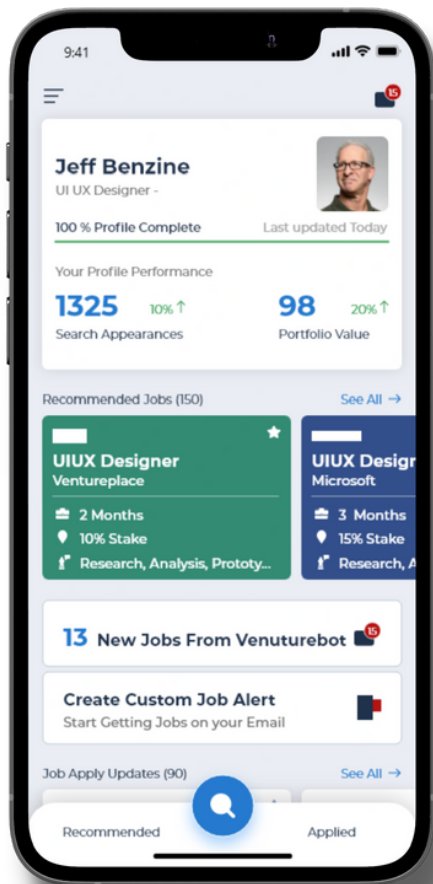 9:41
15
Jeff Benzine
UI UX Designer -
100 % Profile Complete Last updated Today
Your Profile Performance
1325 10% ↑ 98 20% ↑
Search Appearances Portfolio Value
Recommended Jobs (150) See All →
UIUX Designer
Ventureplace
2 Months
10% Stake
Research, Analysis, Prototy...
UIUX Desigr
Microsoft
3 Months
15% Stake
Research, A
13 New Jobs From Venuturebot 15
Create Custom Job Alert
Start Getting Jobs on your Email
Job Apply Updates (90) See All →
Recommended Applied